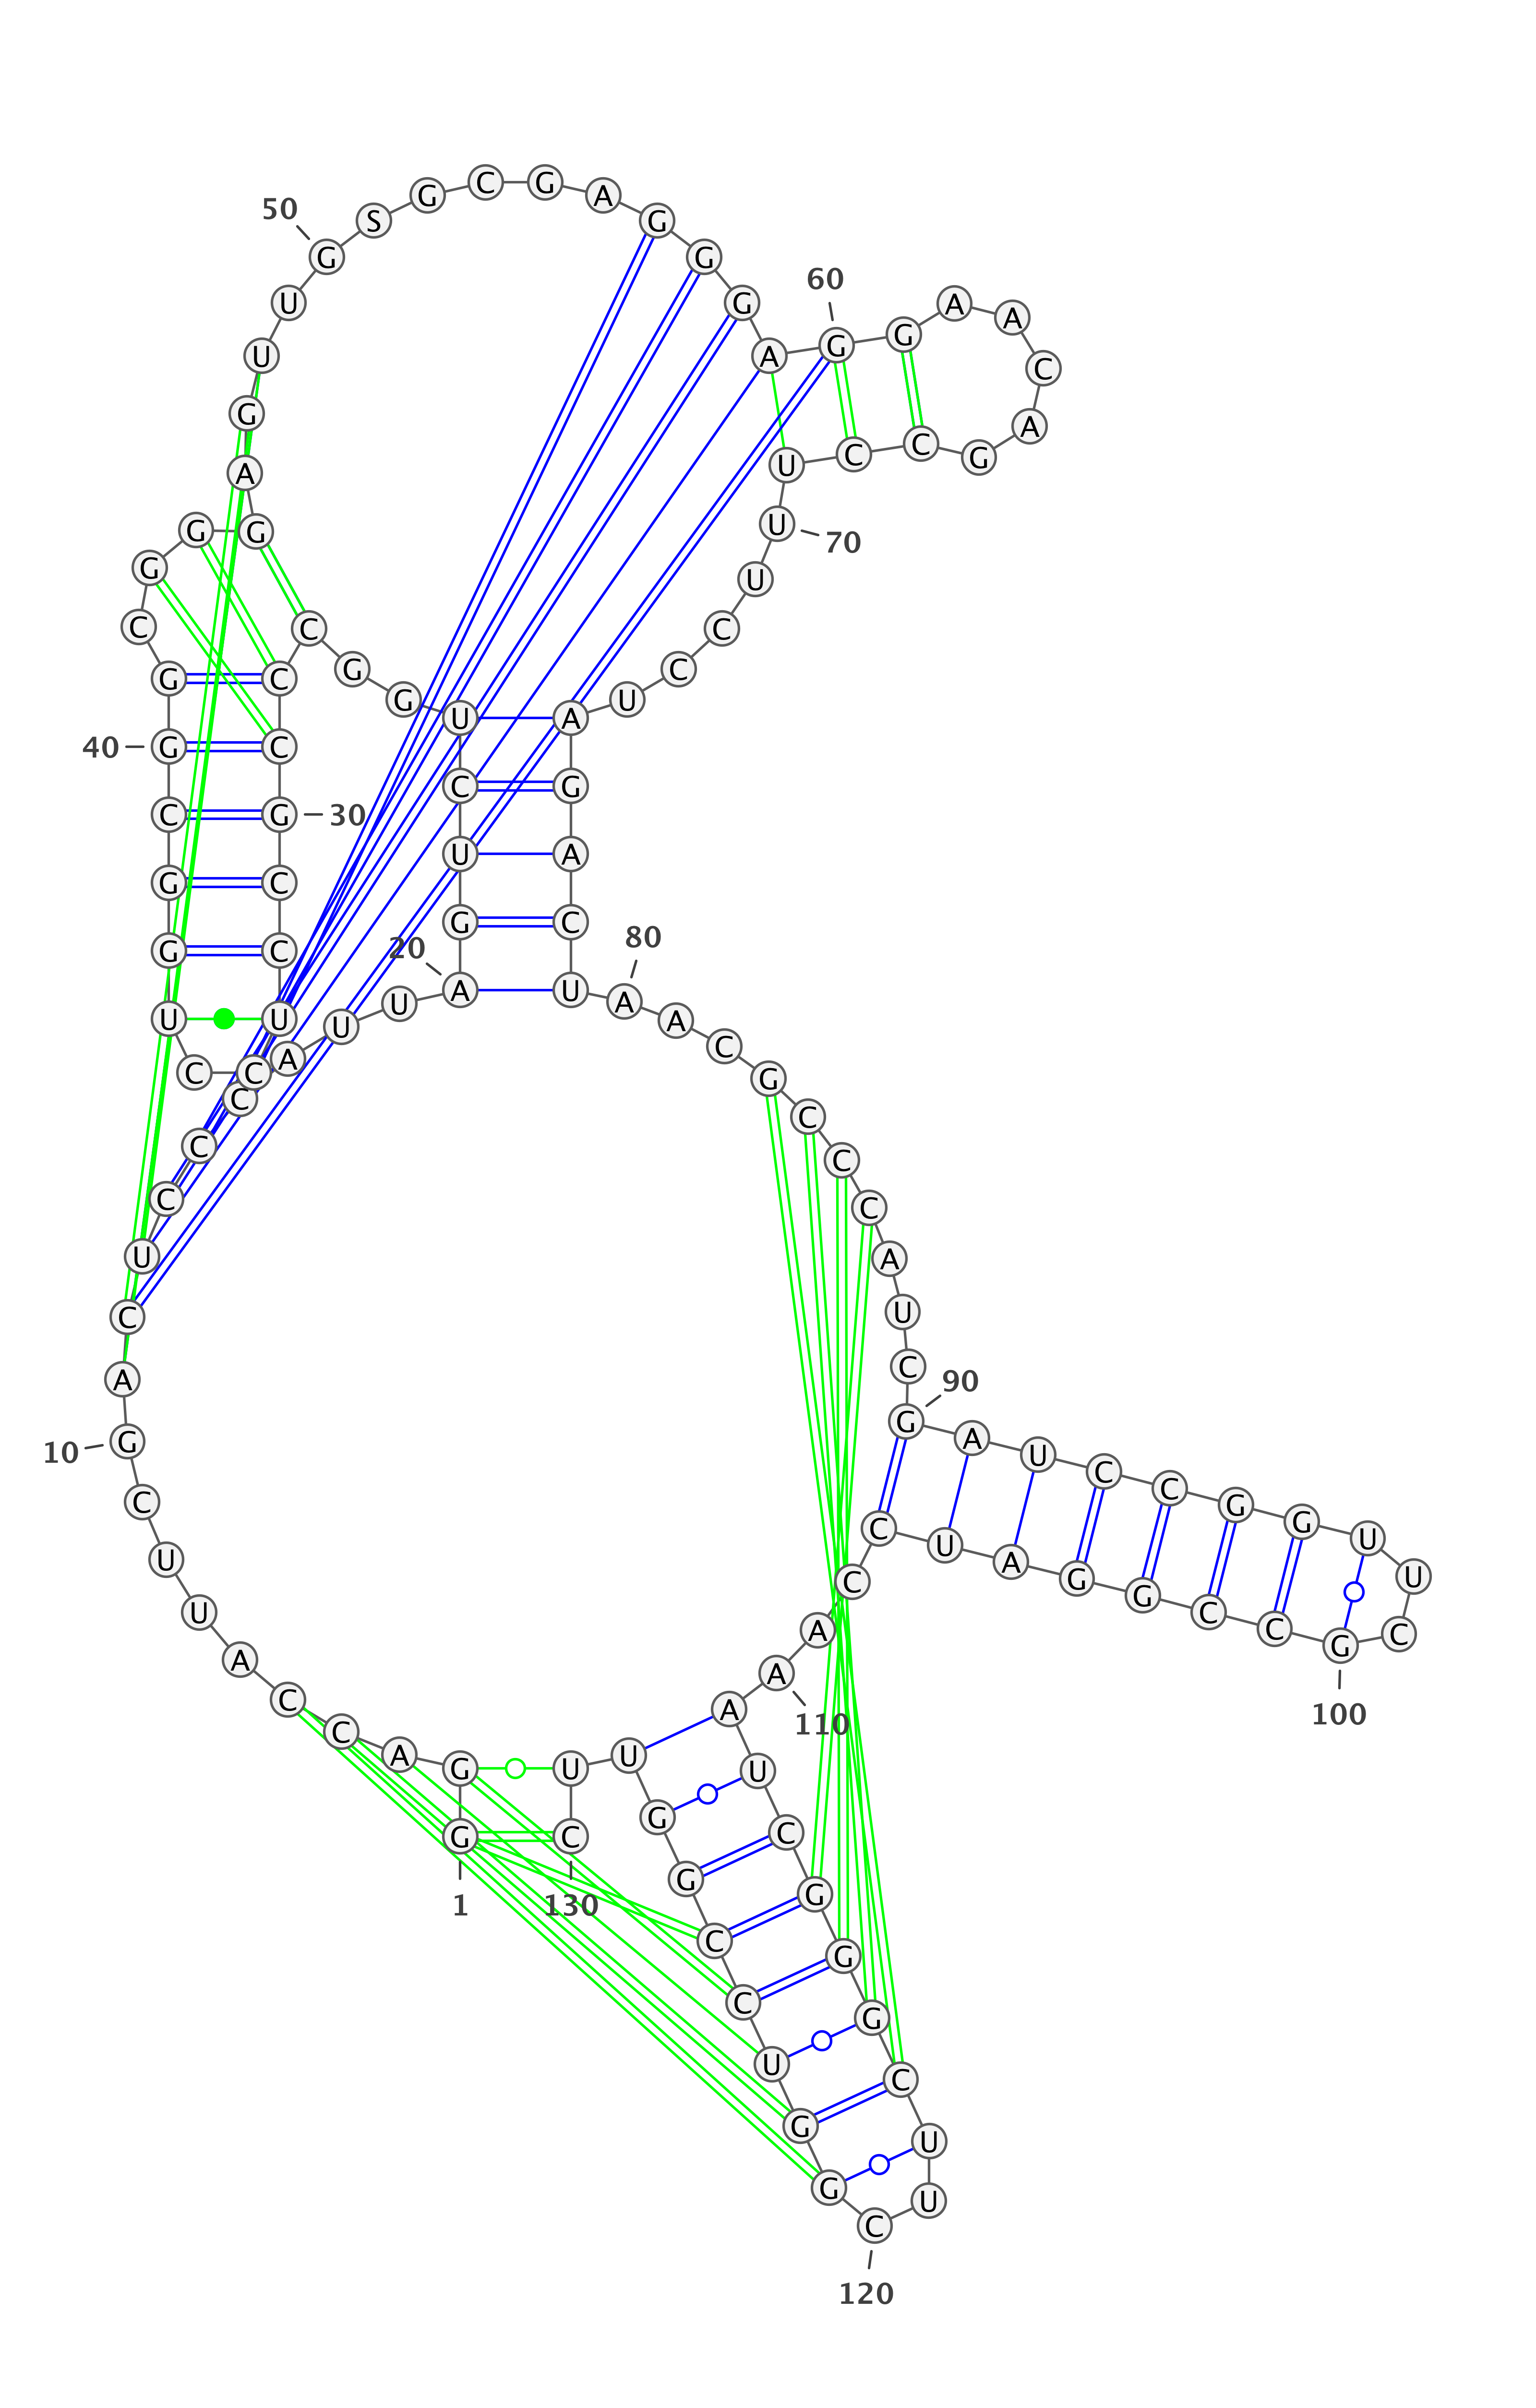 1
G G A C C A U U C G
10
A C U C C C A U U A
20
G U C U G G C C C G
30
C C U C C U G G C G
40
G C G G G A G U U G
50
S G C G A G G G A G
60
G A A C A G C C U U
70
U C C U A G A C U A
80
A C G C C C A U C G
90
A U C C G G U U C G
100
C C G G A U C C A A
110
A U C G G G C U U C
120
G G U C C G G U U C
130